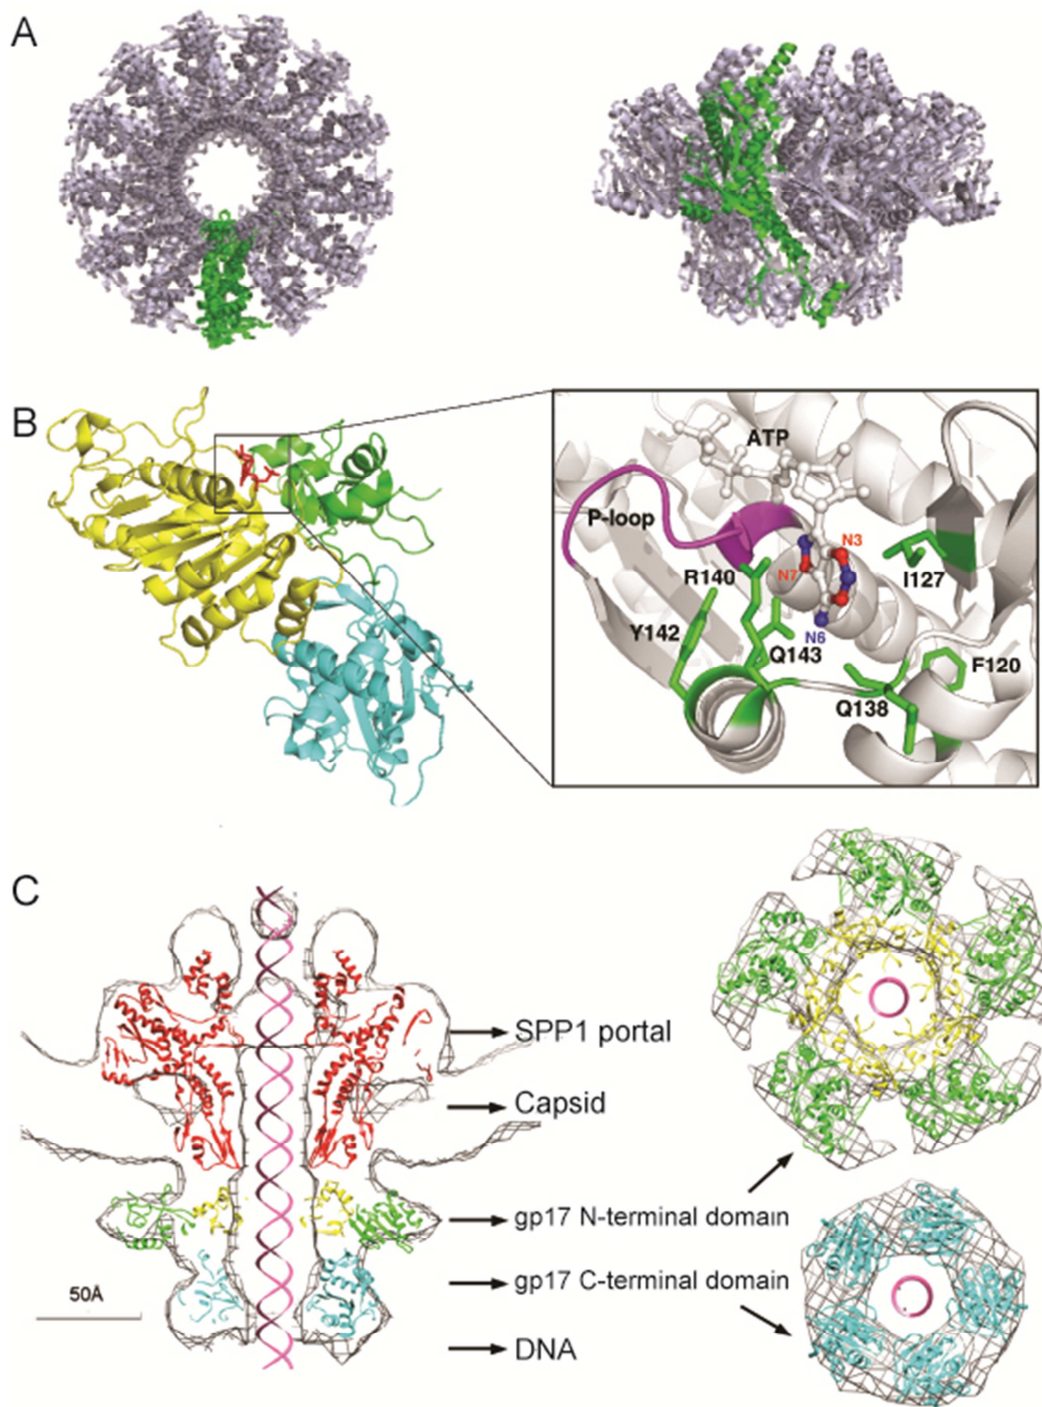 A
B
ATP
P-loop
N3
R140
N7
I127
Y142
N6
Q143
F120
Q138
C
SPP1 portal
Capsid
gp17 N-terminal domain
gp17 C-terminal domain
50Å
DNA